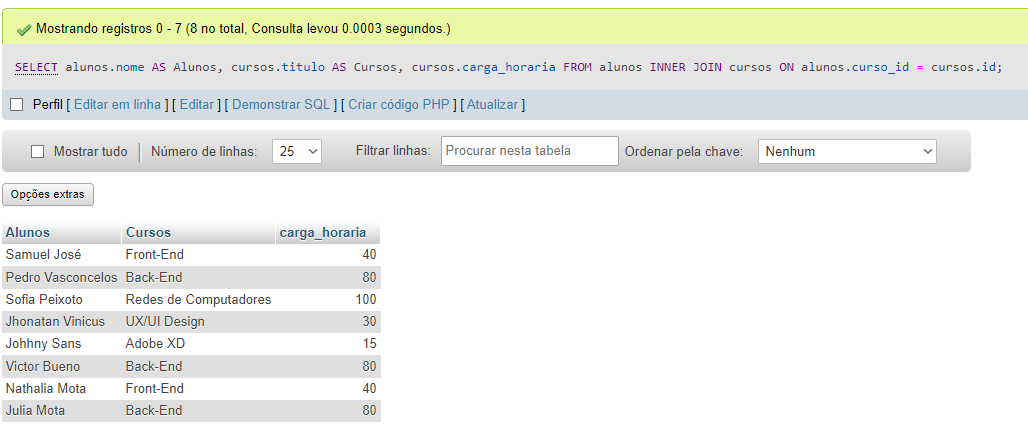 Mostrando registros 0 - 7 (8 no total, Consulta levou 0.0003 segundos.)
SELECT alunos.nome AS Alunos, cursos.titulo AS Cursos, cursos.carga_horaria FROM alunos INNER JOIN cursos ON alunos.curso_id = cursos.id;
Perfil [ Editar em linha ] [ Editar ] [ Demonstrar SQL ] [ Criar código PHP ] [ Atualizar ]
Mostrar tudo | Número de linhas: 25 Filtrar linhas: Procurar nesta tabela Ordenar pela chave: Nenhum
Opções extras
Alunos Cursos carga_horaria
Samuel José Front-End 40
Pedro Vasconcelos Back-End 80
Sofia Peixoto Redes de Computadores 100
Jhonatan Vinicus UX/UI Design 30
Johhny Sans Adobe XD 15
Victor Bueno Back-End 80
Nathalia Mota Front-End 40
Julia Mota Back-End 80